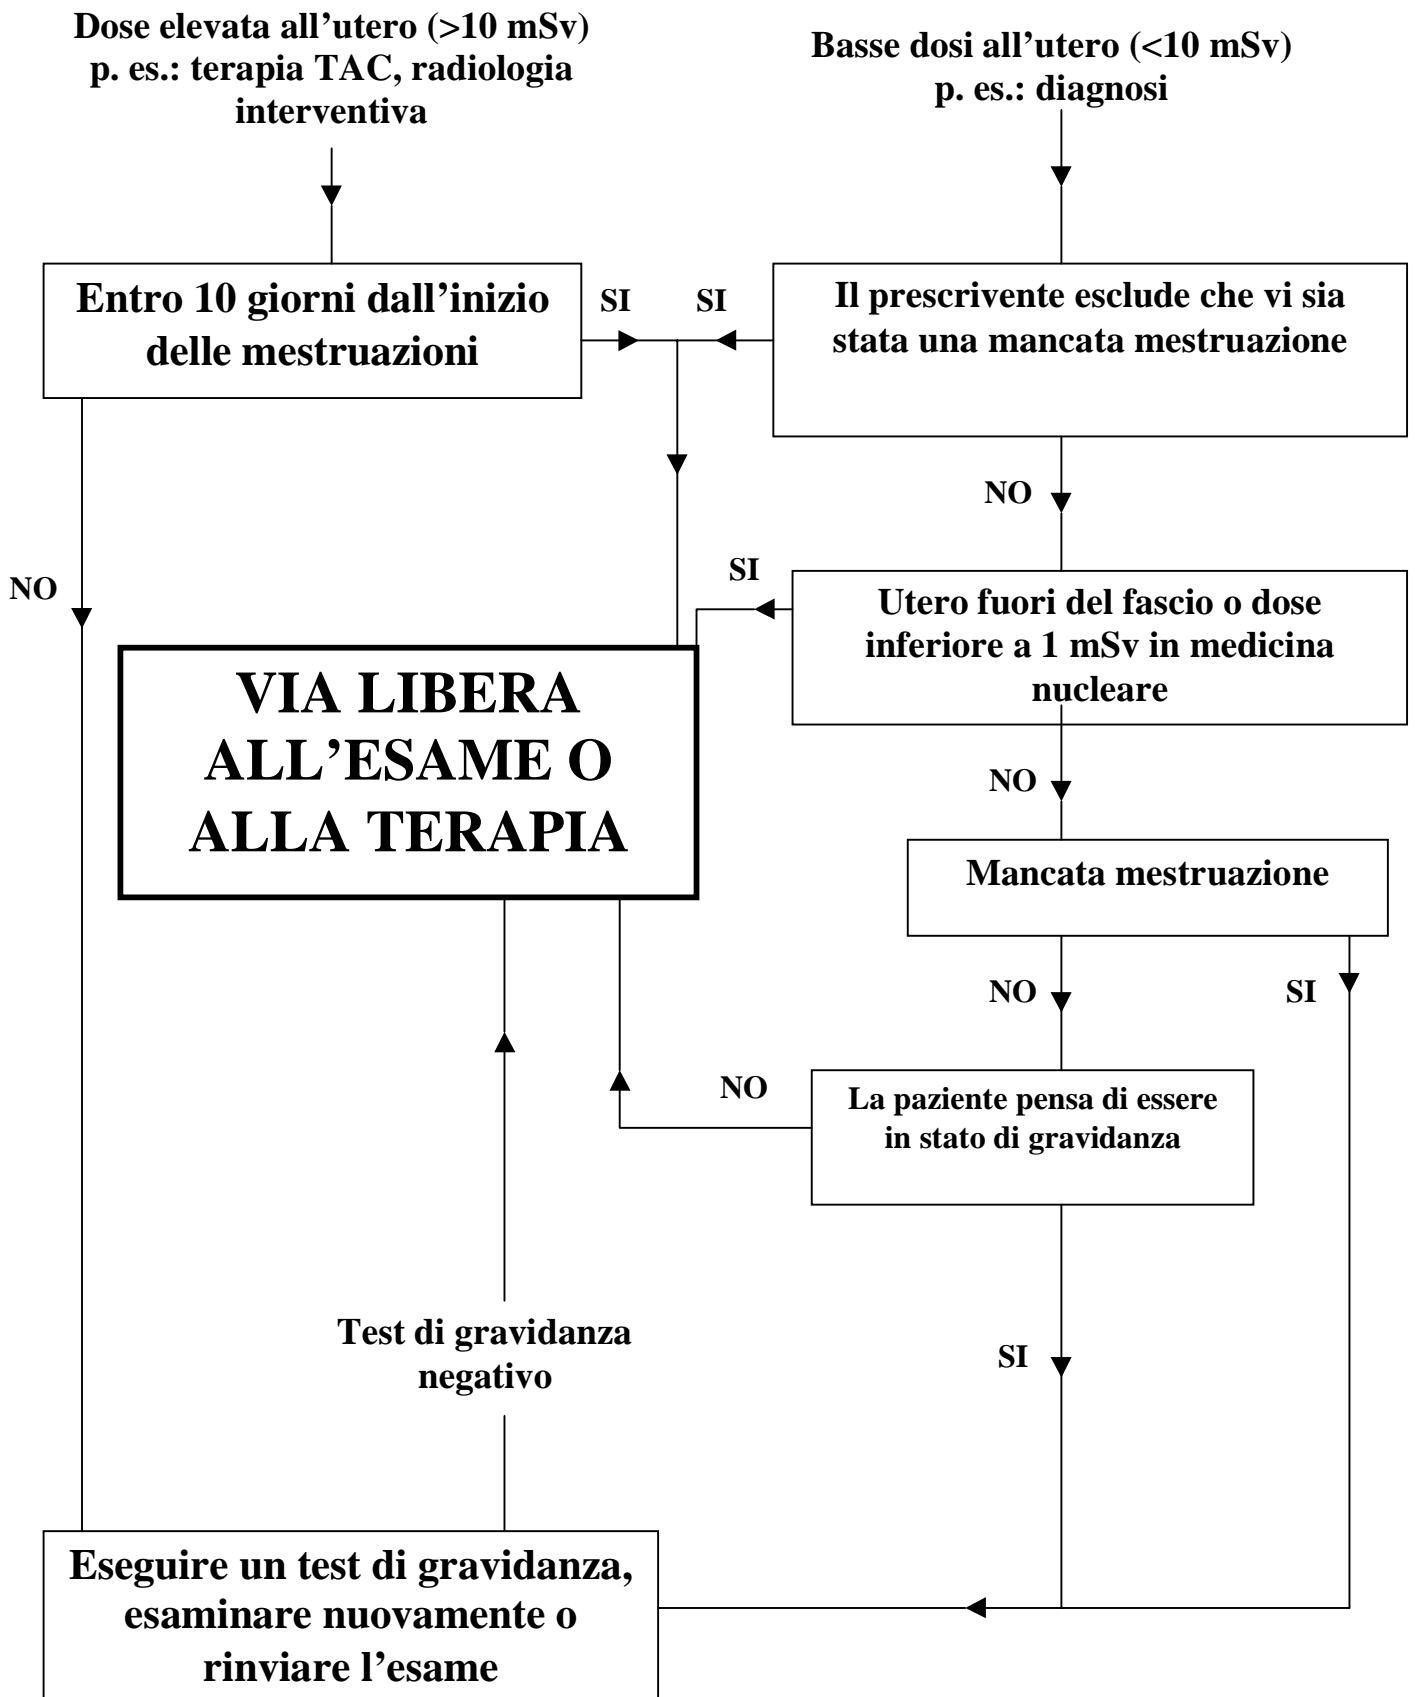 Dose elevata all’utero (>10 mSv)
p. es.: terapia TAC, radiologia
interventiva
Basse dosi all’utero (<10 mSv)
p. es.: diagnosi
Entro 10 giorni dall’inizio
delle mestruazioni
SI
SI
Il prescrivente esclude che vi sia
stata una mancata mestruazione
NO
NO
SI
Utero fuori del fascio o dose
inferiore a 1 mSv in medicina
nucleare
VIA LIBERA
ALL’ESAME O
ALLA TERAPIA
NO
Mancata mestruazione
NO
SI
NO
La paziente pensa di essere
in stato di gravidanza
Test di gravidanza
negativo
SI
Eseguire un test di gravidanza,
esaminare nuovamente o
rinviare l’esame